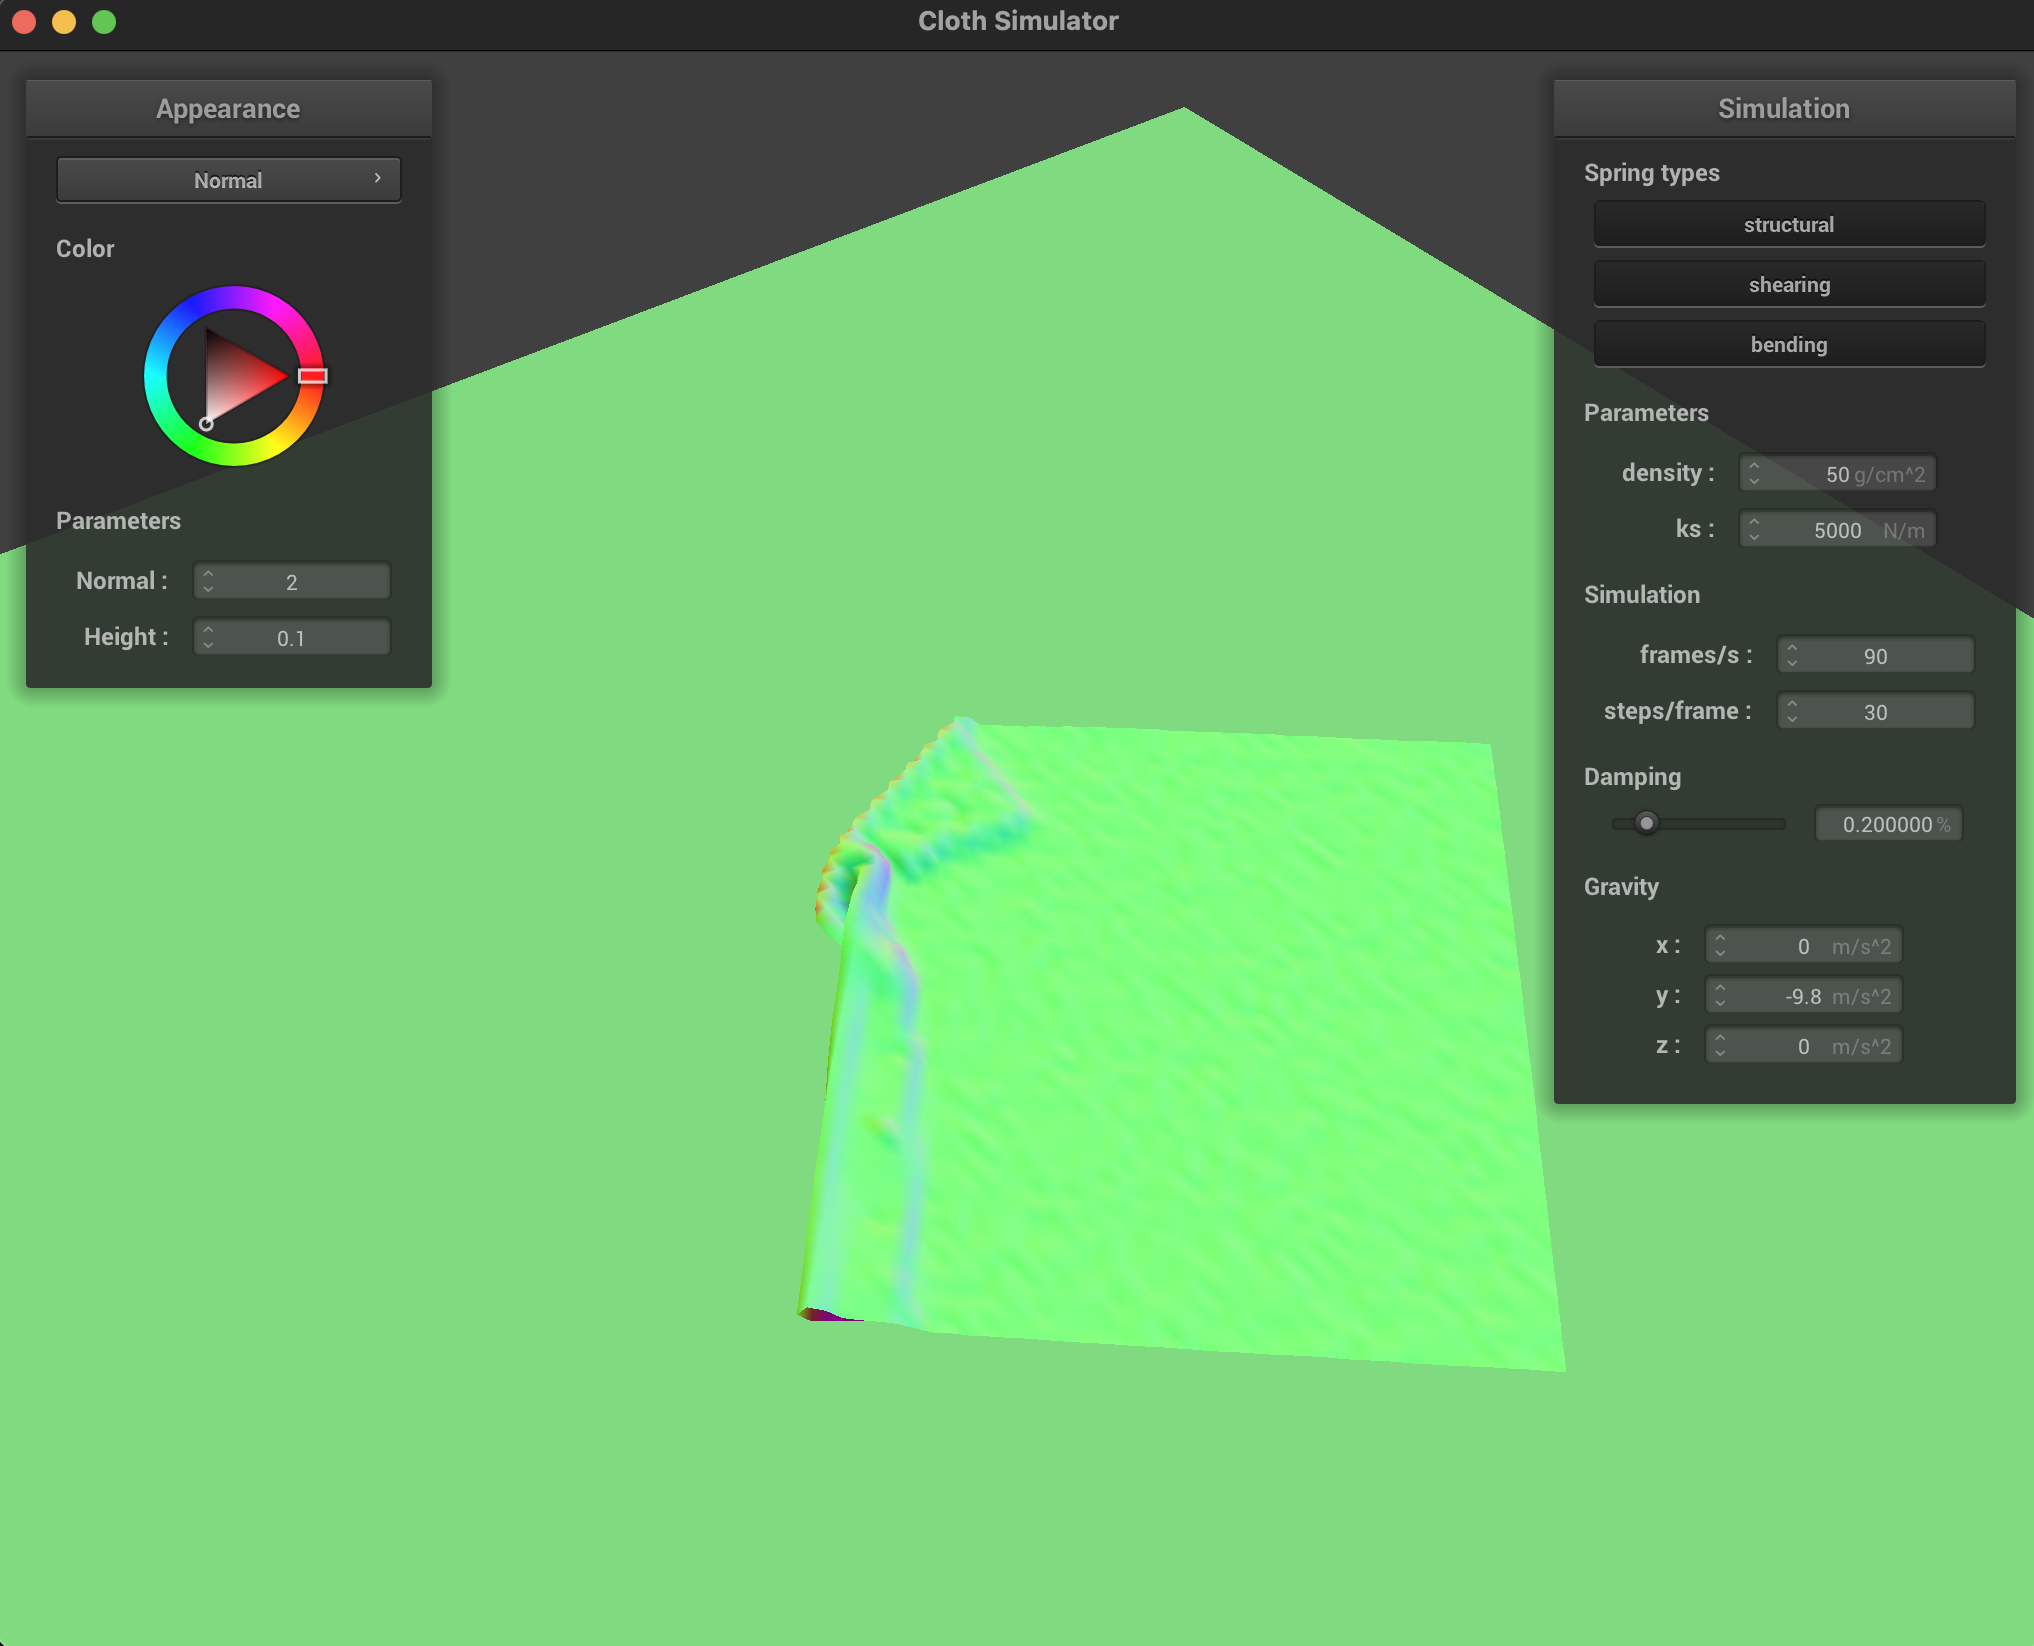 Cloth Simulator
Appearance
Normal
Color
Parameters
Normal : 2
Height : 0.1
Simulation
Spring types
structural
shearing
bending
Parameters
density : 50 g/cm^2
ks : 5000 N/m
Simulation
frames/s : 90
steps/frame : 30
Damping
0.200000 %
Gravity
x : 0 m/s^2
y : -9.8 m/s^2
z : 0 m/s^2